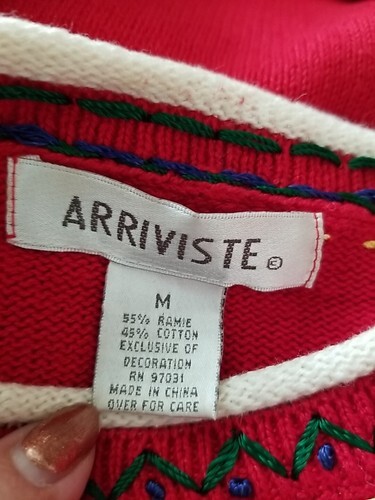 ARRIVISTE ©
M
55% RAMIE
45% COTTON
EXCLUSIVE OF
DECORATION
RN 97031
MADE IN CHINA
OVER FOR CARE